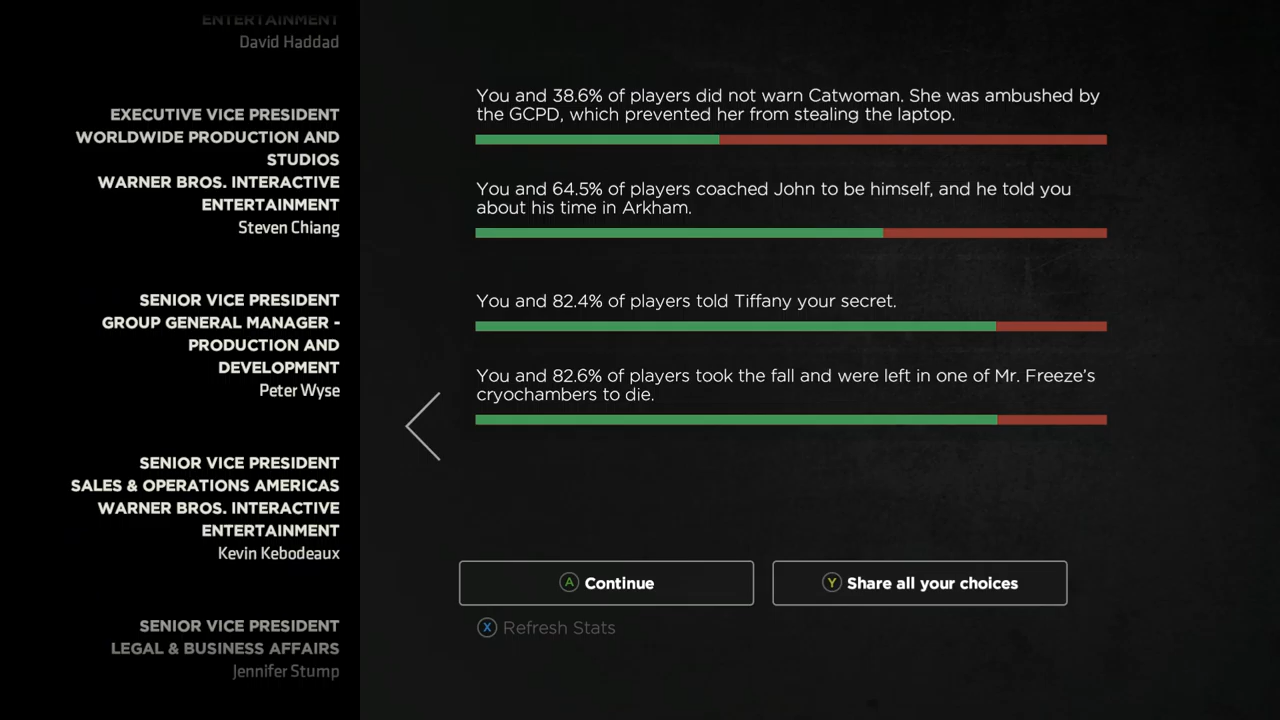 ENTERTAINMENT
David Haddad
EXECUTIVE VICE PRESIDENT
WORLDWIDE PRODUCTION AND
STUDIOS
WARNER BROS. INTERACTIVE
ENTERTAINMENT
Steven Chiang
SENIOR VICE PRESIDENT
GROUP GENERAL MANAGER -
PRODUCTION AND
DEVELOPMENT
Peter Wyse
SENIOR VICE PRESIDENT
SALES & OPERATIONS AMERICAS
WARNER BROS. INTERACTIVE
ENTERTAINMENT
Kevin Kebodeaux
SENIOR VICE PRESIDENT
LEGAL & BUSINESS AFFAIRS
Jennifer Stump
You and 38.6% of players did not warn Catwoman. She was ambushed by
the GCPD, which prevented her from stealing the laptop.
You and 64.5% of players coached John to be himself, and he told you
about his time in Arkham.
You and 82.4% of players told Tiffany your secret.
You and 82.6% of players took the fall and were left in one of Mr. Freeze's
cryochambers to die.
A Continue
Y Share all your choices
X Refresh Stats